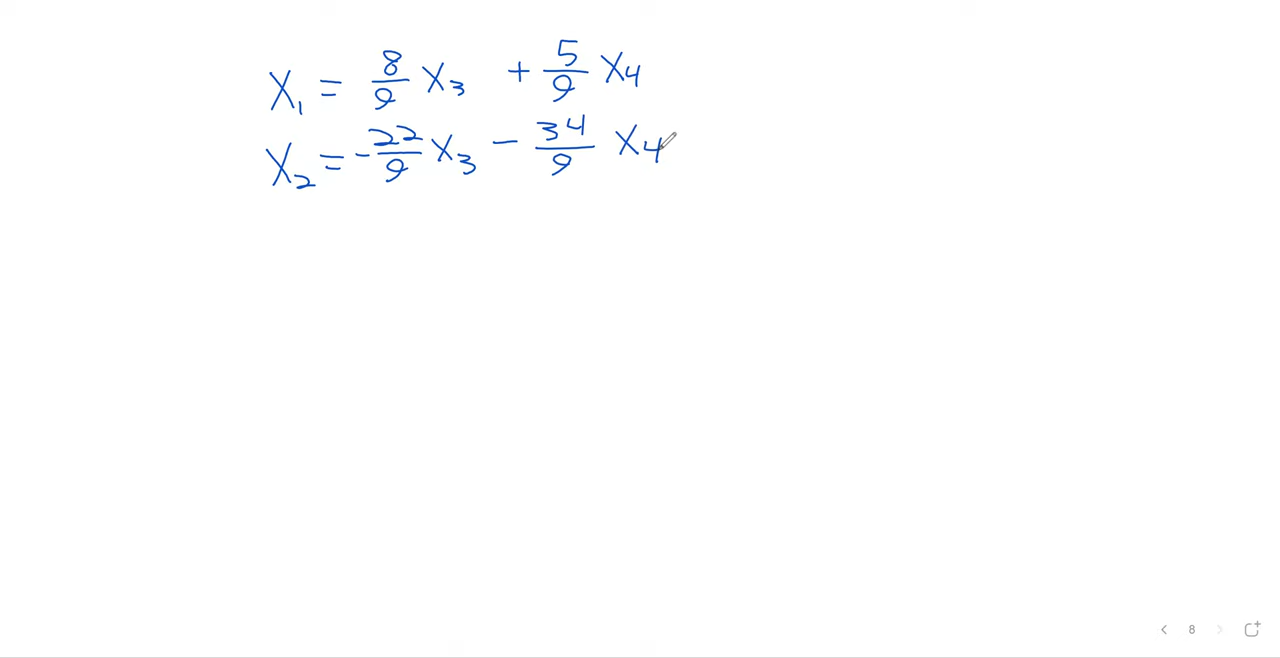 X₁ = 8/9 X₃ + 5/9 X₄
X₂ = -22/9 X₃ - 34/9 X₄
8